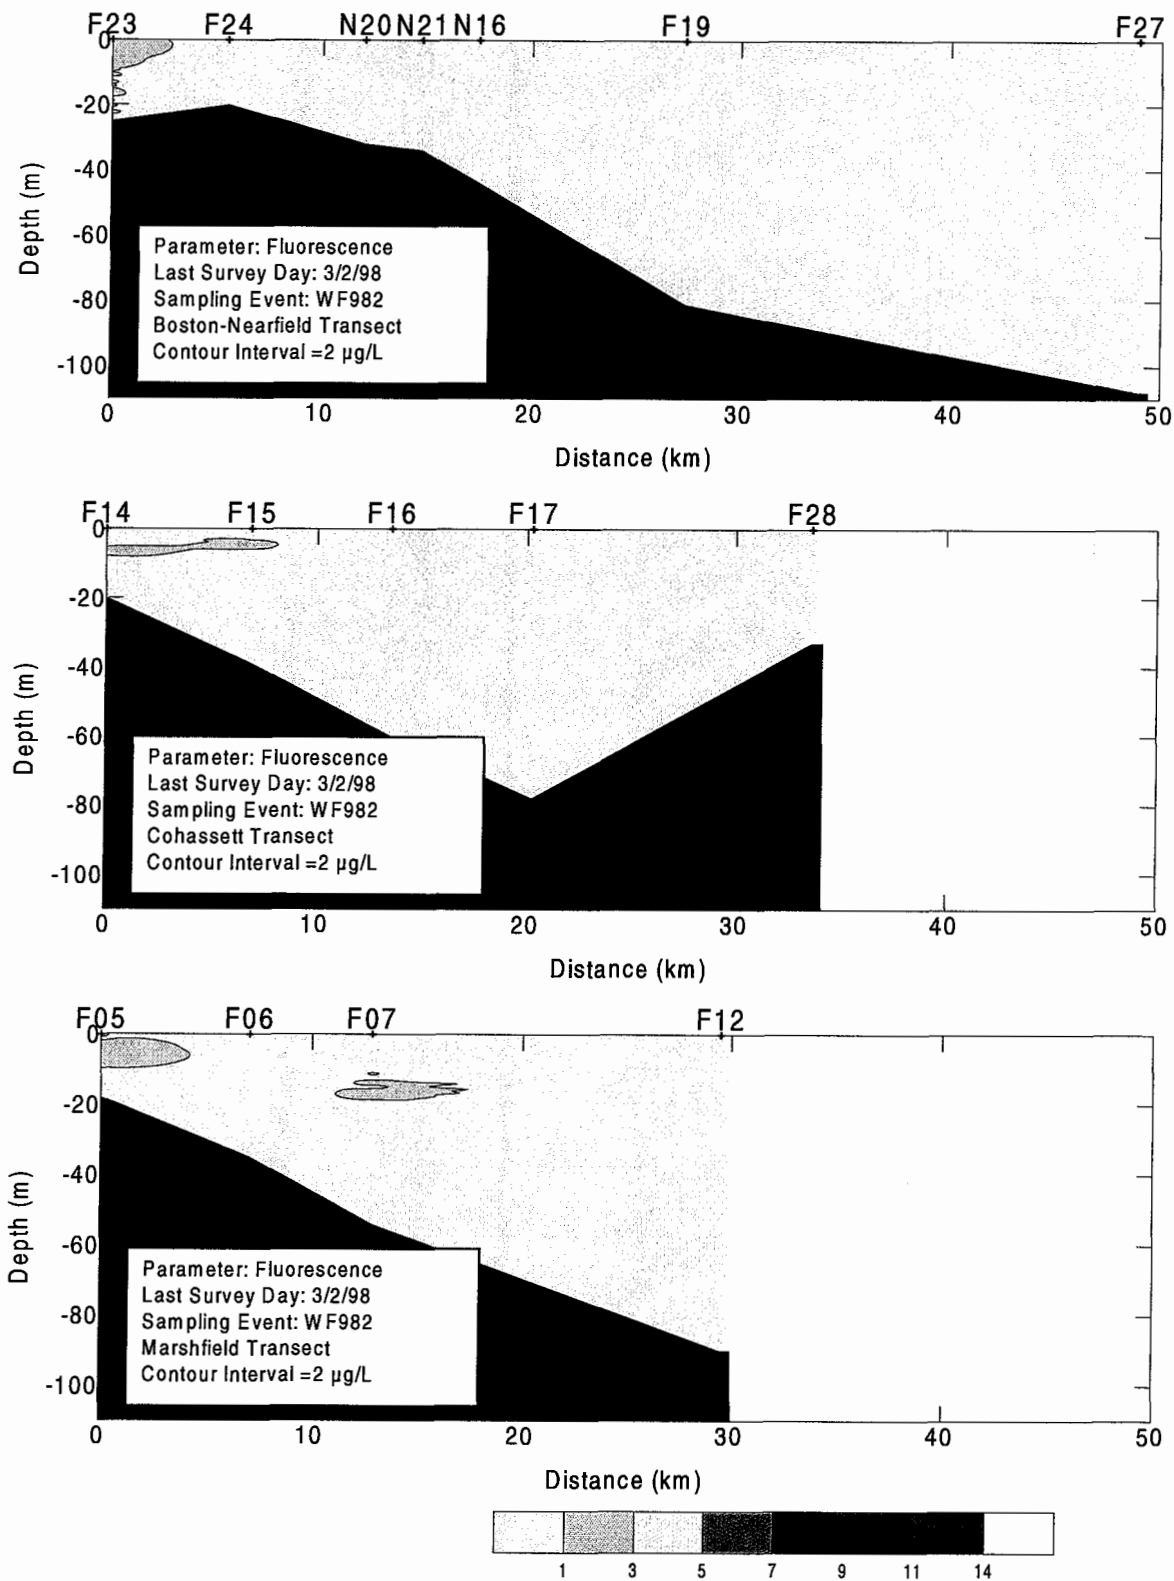 F23 F24 N20 N21 N16 F19 F27
0
-20
-40
-60
-80
-100
Depth (m)
Parameter: Fluorescence
Last Survey Day: 3/2/98
Sampling Event: WF982
Boston-Nearfield Transect
Contour Interval =2 µg/L
0 10 20 30 40 50
Distance (km)
F14 F15 F16 F17 F28
0
-20
-40
-60
-80
-100
Depth (m)
Parameter: Fluorescence
Last Survey Day: 3/2/98
Sampling Event: WF982
Cohassett Transect
Contour Interval =2 µg/L
0 10 20 30 40 50
Distance (km)
F05 F06 F07 F12
0
-20
-40
-60
-80
-100
Depth (m)
Parameter: Fluorescence
Last Survey Day: 3/2/98
Sampling Event: WF982
Marshfield Transect
Contour Interval =2 µg/L
0 10 20 30 40 50
Distance (km)
1 3 5 7 9 11 14